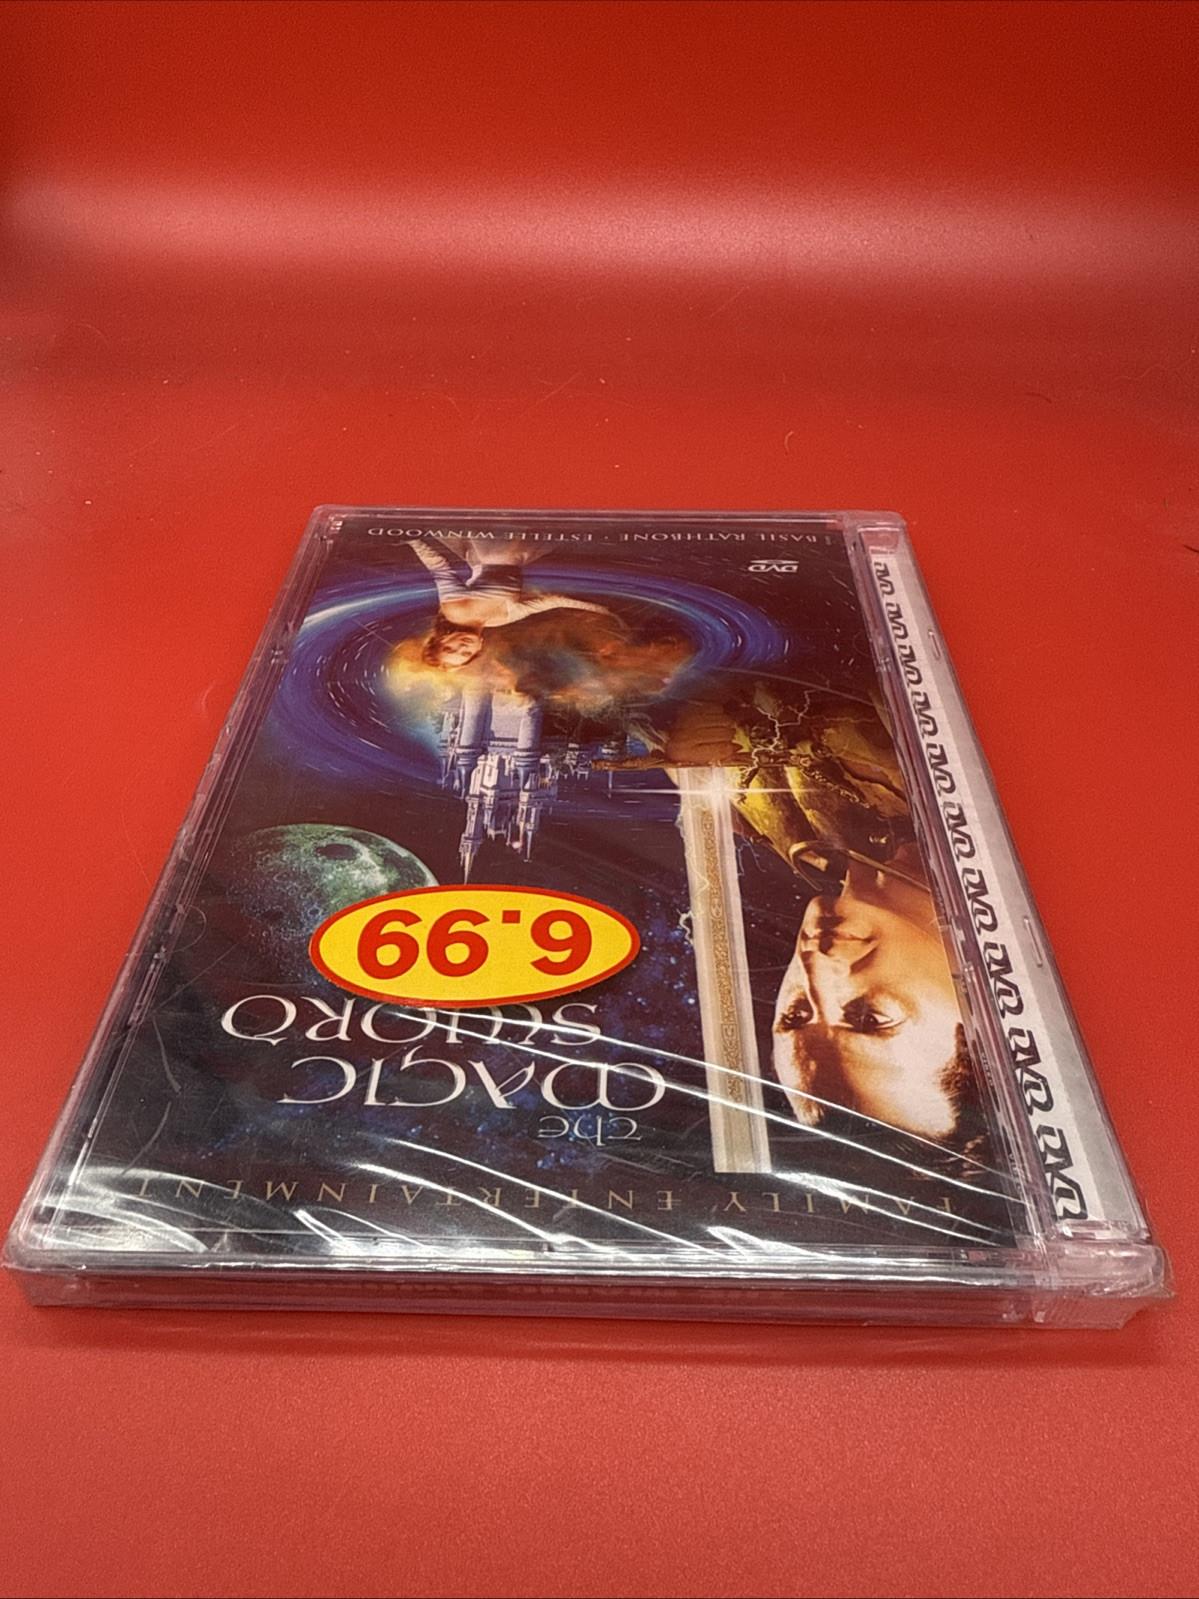 FAMILY ENTERTAINMENT
The
MAGIC
SWORD
6.99
DVD
BASIL RATHBONE · ESTELLE WINWOOD